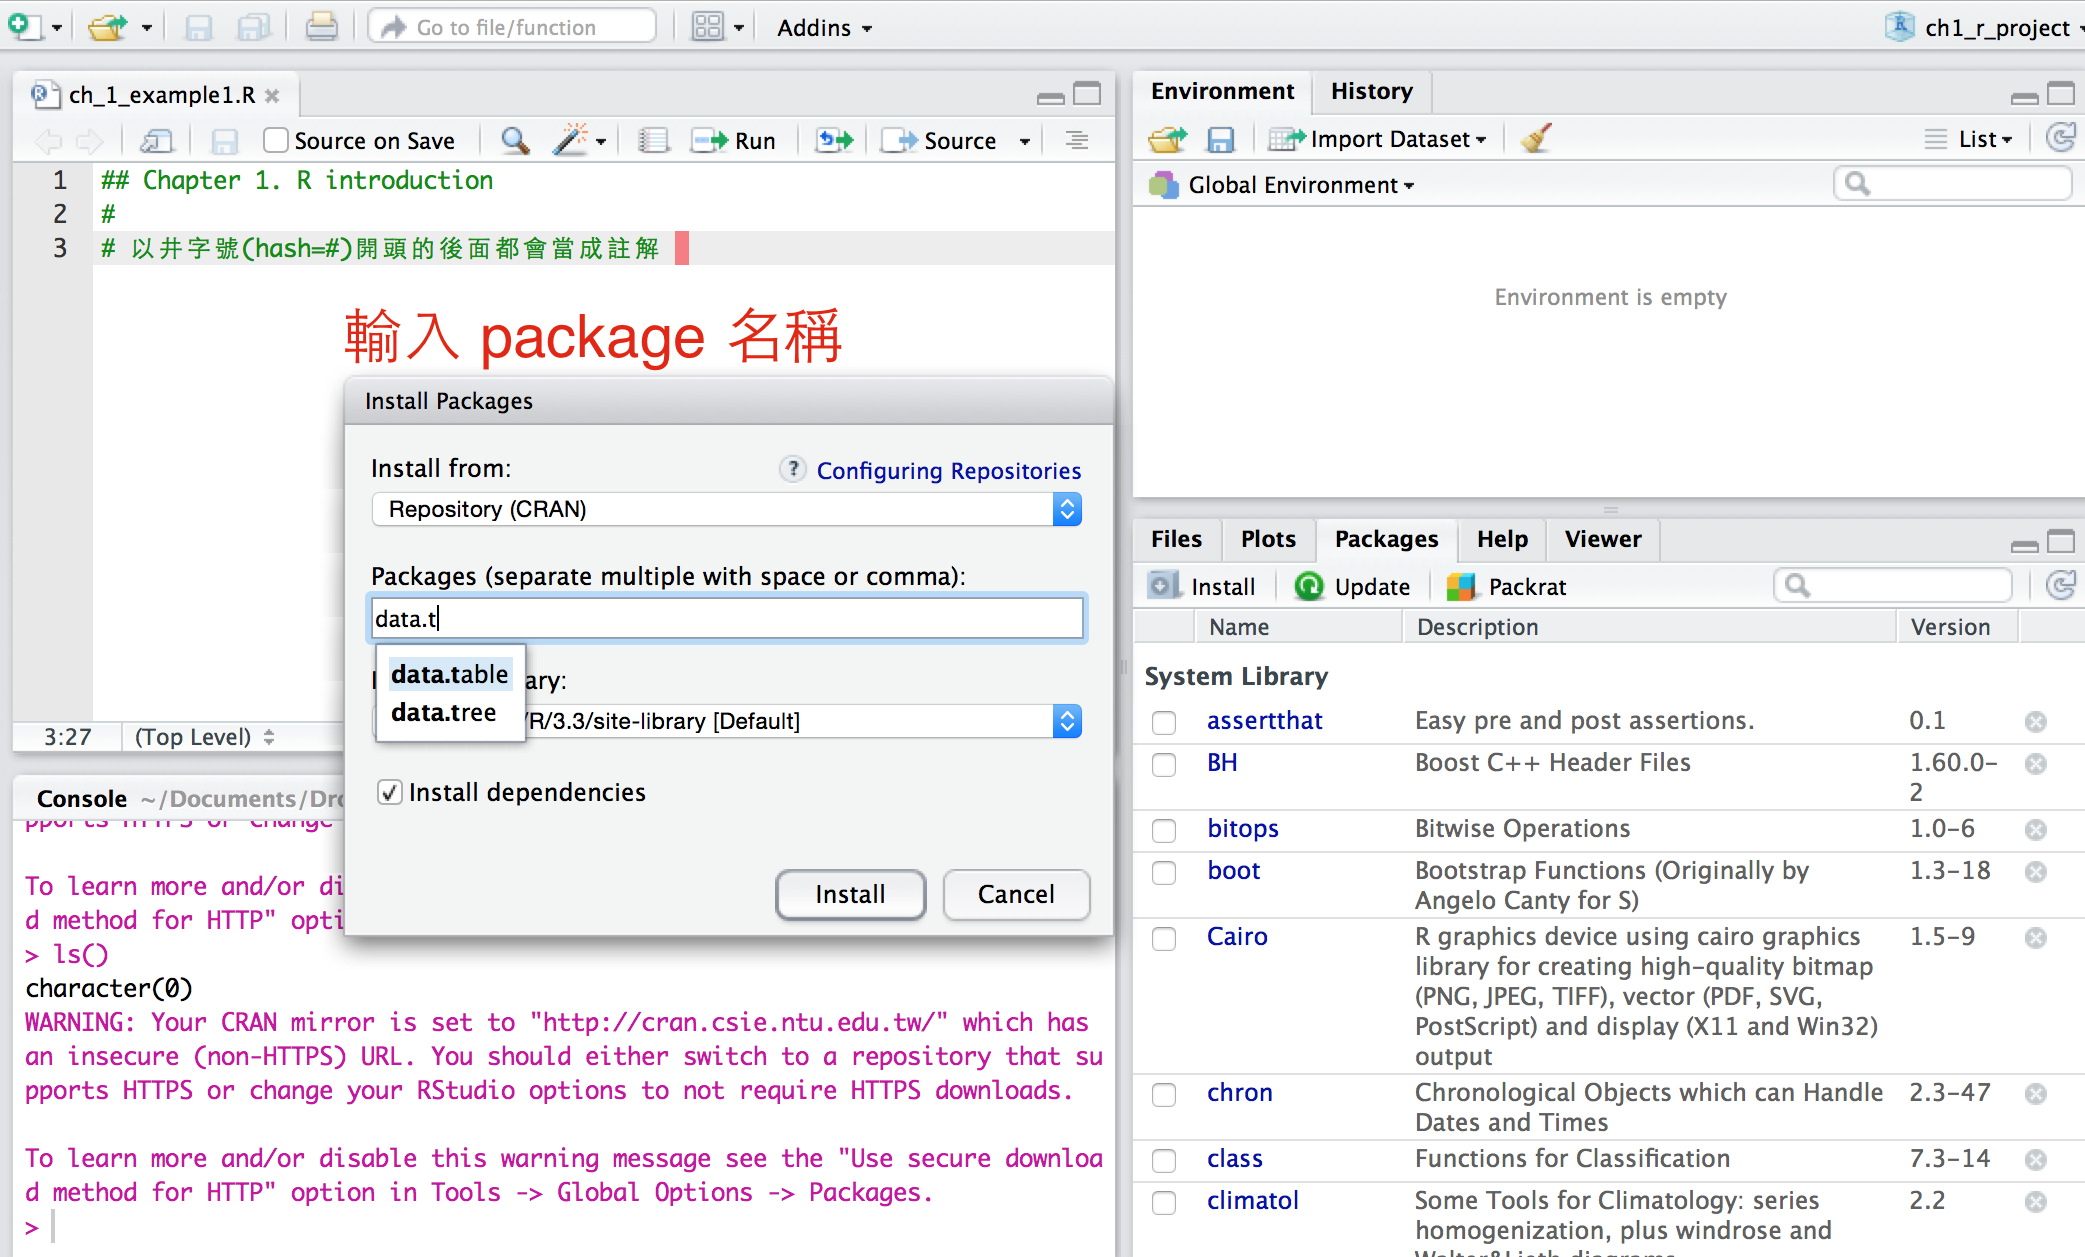 Go to file/function
Addins
ch1_r_project
ch_1_example1.R
Source on Save
Run
Source
1 ## Chapter 1. R introduction
2 #
3 # 以井字號(hash=#)開頭的後面都會當成註解
輸入 package 名稱
Install Packages
Install from:
? Configuring Repositories
Repository (CRAN)
Packages (separate multiple with space or comma):
data.t
data.table
data.tree
ary:
/R/3.3/site-library [Default]
Install dependencies
Install
Cancel
3:27
(Top Level)
Console ~/Documents/Dro
pports HTTPS or change
To learn more and/or di
d method for HTTP" opti
> ls()
character(0)
WARNING: Your CRAN mirror is set to "http://cran.csie.ntu.edu.tw/" which has
an insecure (non-HTTPS) URL. You should either switch to a repository that su
pports HTTPS or change your RStudio options to not require HTTPS downloads.
To learn more and/or disable this warning message see the "Use secure downloa
d method for HTTP" option in Tools -> Global Options -> Packages.
>
Environment
History
Import Dataset
List
Global Environment
Environment is empty
Files
Plots
Packages
Help
Viewer
Install
Update
Packrat
Name Description Version
System Library
assertthat Easy pre and post assertions. 0.1
BH Boost C++ Header Files 1.60.0-
2
bitops Bitwise Operations 1.0-6
boot Bootstrap Functions (Originally by 1.3-18
Angelo Canty for S)
Cairo R graphics device using cairo graphics 1.5-9
library for creating high-quality bitmap
(PNG, JPEG, TIFF), vector (PDF, SVG,
PostScript) and display (X11 and Win32)
output
chron Chronological Objects which can Handle 2.3-47
Dates and Times
class Functions for Classification 7.3-14
climatol Some Tools for Climatology: series 2.2
homogenization, plus windrose and
Walter&Lieth diagrams